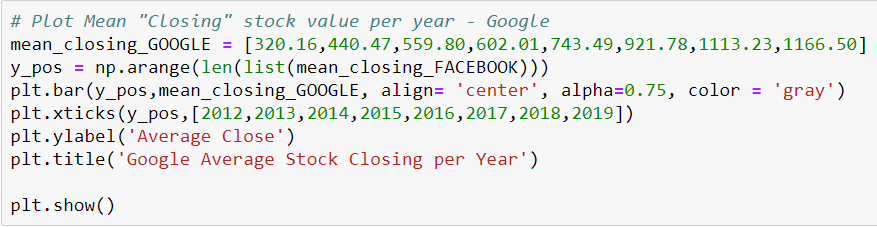 # Plot Mean "Closing" stock value per year - Google
mean_closing_GOOGLE = [320.16,440.47,559.80,602.01,743.49,921.78,1113.23,1166.50]
y_pos = np.arange(len(list(mean_closing_FACEBOOK)))
plt.bar(y_pos,mean_closing_GOOGLE, align= 'center', alpha=0.75, color = 'gray')
plt.xticks(y_pos,[2012,2013,2014,2015,2016,2017,2018,2019])
plt.ylabel('Average Close')
plt.title('Google Average Stock Closing per Year')
plt.show()